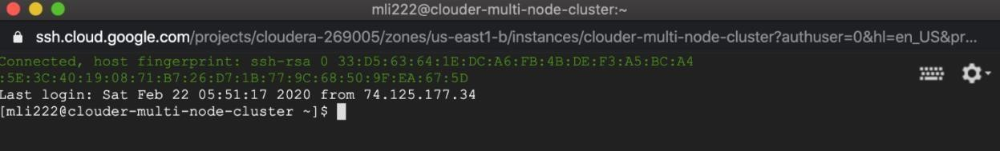 mli222@clouder-multi-node-cluster:~
ssh.cloud.google.com/projects/cloudera-269005/zones/us-east1-b/instances/clouder-multi-node-cluster?authuser=0&hl=en_US&pr...
Connected, host fingerprint: ssh-rsa 0 33:D5:63:64:1E:DC:A6:FB:4B:DE:F3:A5:BC:A4
:5E:3C:40:19:08:71:B7:26:D7:1B:77:9C:68:50:9F:EA:67:5D
Last login: Sat Feb 22 05:51:17 2020 from 74.125.177.34
[mli222@clouder-multi-node-cluster ~]$